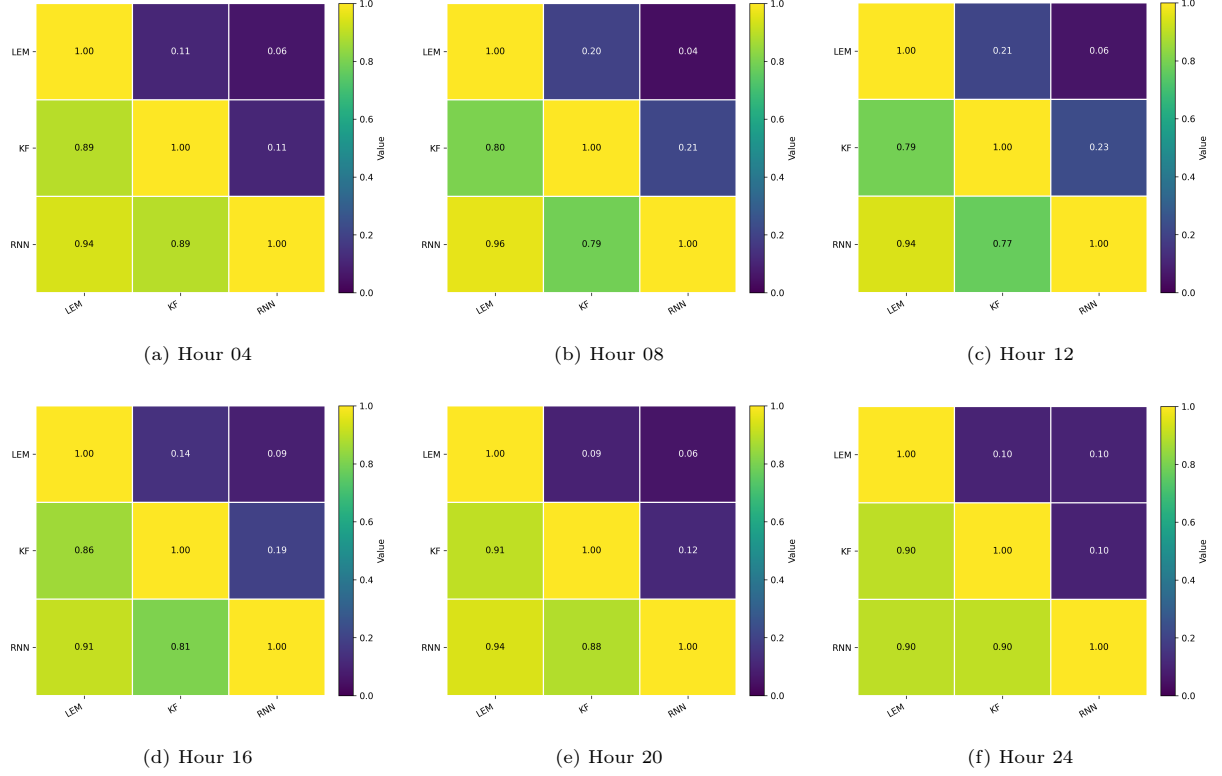 1.0
0.8
0.6
0.4
0.2
0.0
Value
LEM 1.00 0.11 0.06
KF 0.89 1.00 0.11
RNN 0.94 0.89 1.00
LEM KF RNN
(a) Hour 04
1.0
0.8
0.6
0.4
0.2
0.0
Value
LEM 1.00 0.20 0.04
KF 0.80 1.00 0.21
RNN 0.96 0.79 1.00
LEM KF RNN
(b) Hour 08
1.0
0.8
0.6
0.4
0.2
0.0
Value
LEM 1.00 0.21 0.06
KF 0.79 1.00 0.23
RNN 0.94 0.77 1.00
LEM KF RNN
(c) Hour 12
1.0
0.8
0.6
0.4
0.2
0.0
Value
LEM 1.00 0.14 0.09
KF 0.86 1.00 0.19
RNN 0.91 0.81 1.00
LEM KF RNN
(d) Hour 16
1.0
0.8
0.6
0.4
0.2
0.0
Value
LEM 1.00 0.09 0.06
KF 0.91 1.00 0.12
RNN 0.94 0.88 1.00
LEM KF RNN
(e) Hour 20
1.0
0.8
0.6
0.4
0.2
0.0
Value
LEM 1.00 0.10 0.10
KF 0.90 1.00 0.10
RNN 0.90 0.90 1.00
LEM KF RNN
(f) Hour 24